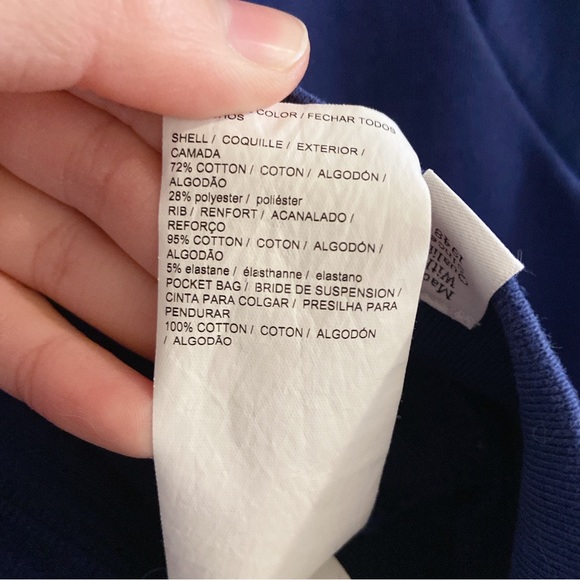 COLOR / FECHAR TODOS
SHELL / COQUILLE / EXTERIOR /
CAMADA
72% COTTON / COTON / ALGODÓN /
ALGODÃO
28% polyester / poliéster
RIB / RENFORT / ACANALADO /
REFORÇO
95% COTTON / COTON / ALGODÓN /
ALGODÃO
5% elastane / élasthanne / elastano
POCKET BAG / BRIDE DE SUSPENSION /
CINTA PARA COLGAR / PRESILHA PARA
PENDURAR
100% COTTON / COTON / ALGODÓN
/ ALGODÃO